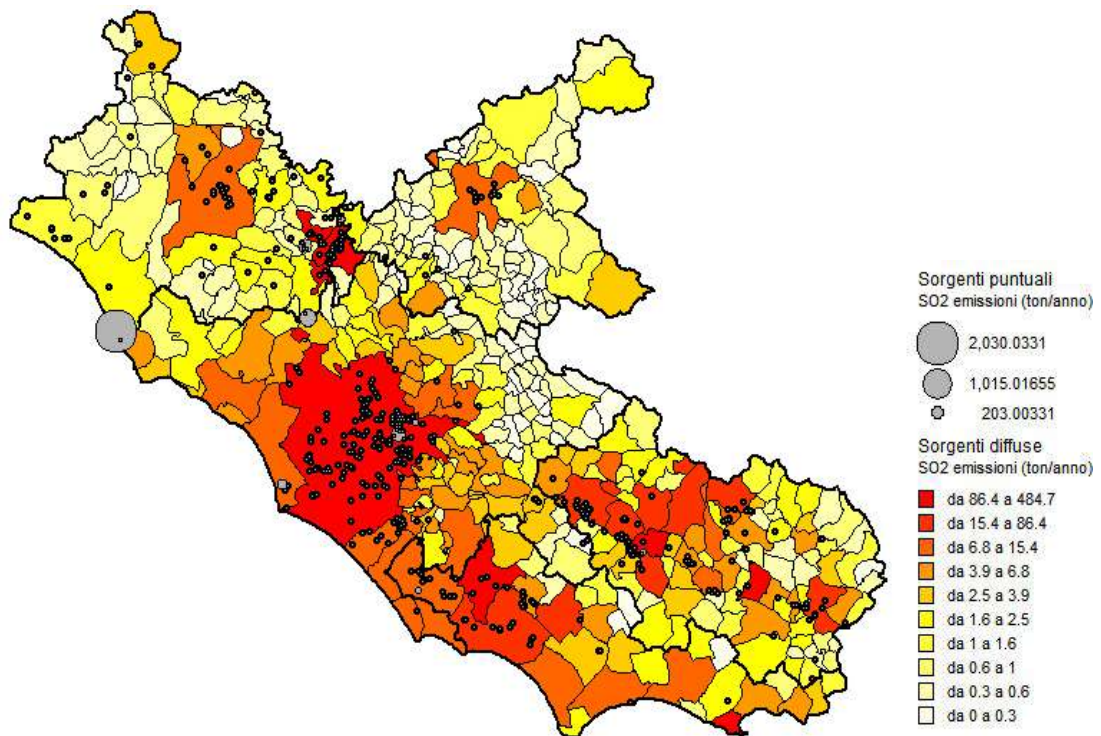 Sorgenti puntuali
SO2 emissioni (ton/anno)
2,030.0331
1,015.01655
203.00331
Sorgenti diffuse
SO2 emissioni (ton/anno)
da 86.4 a 484.7
da 15.4 a 86.4
da 6.8 a 15.4
da 3.9 a 6.8
da 2.5 a 3.9
da 1.6 a 2.5
da 1 a 1.6
da 0.6 a 1
da 0.3 a 0.6
da 0 a 0.3